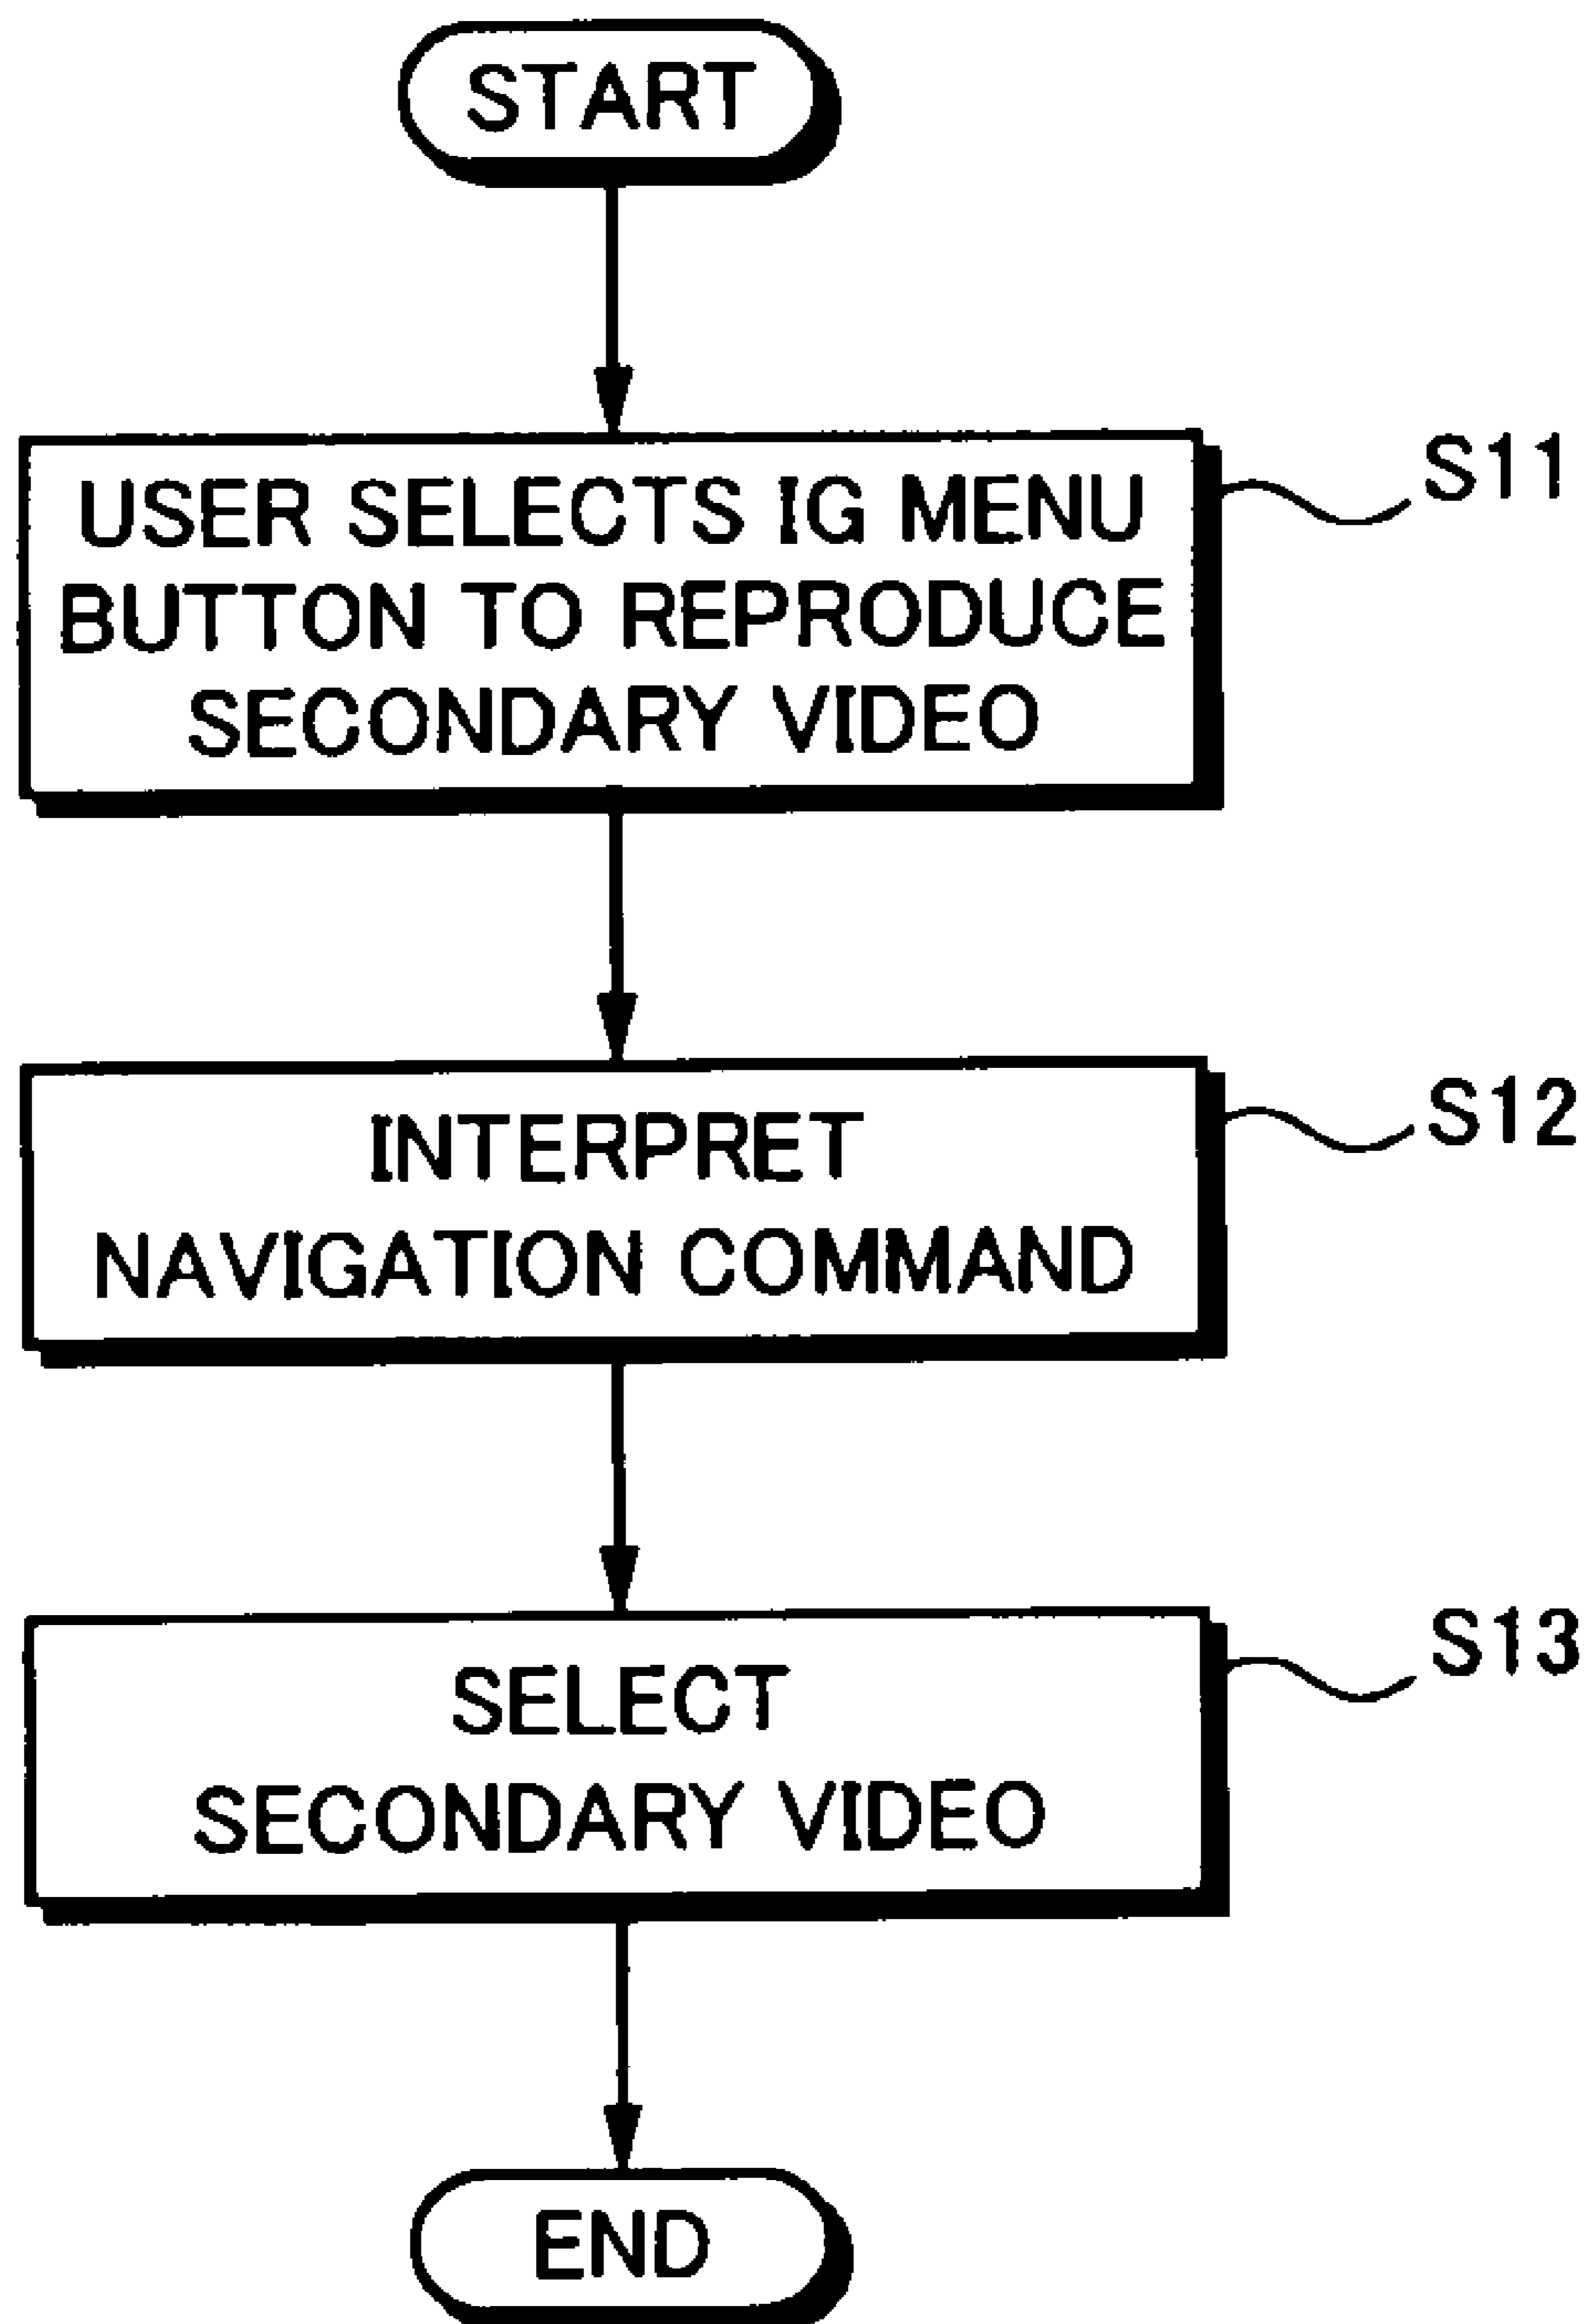 START
USER SELECTS IG MENU
BUTTON TO REPRODUCE
SECONDARY VIDEO
S11
INTERPRET
NAVIGATION COMMAND
S12
SELECT
SECONDARY VIDEO
S13
END